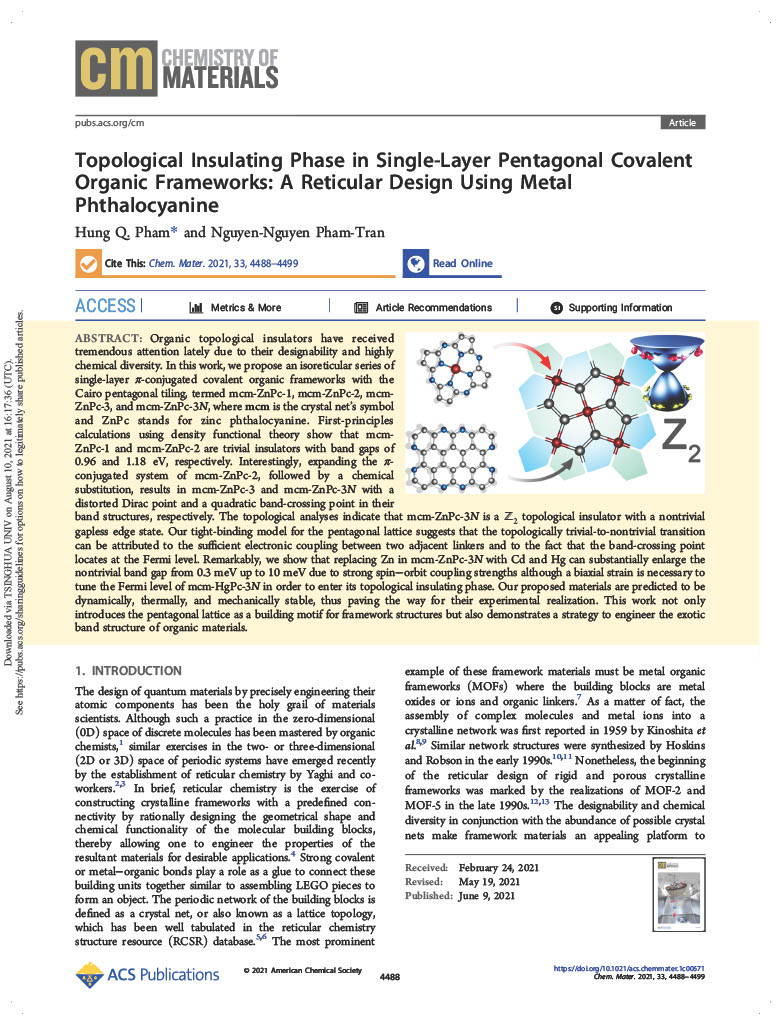 cm CHEMISTRY OF
MATERIALS
pubs.acs.org/cm
Article
Topological Insulating Phase in Single-Layer Pentagonal Covalent
Organic Frameworks: A Reticular Design Using Metal
Phthalocyanine
Hung Q. Pham* and Nguyen-Nguyen Pham-Tran
Cite This: Chem. Mater. 2021, 33, 4488−4499
Read Online
ACCESS
Metrics & More
Article Recommendations
SI Supporting Information
ABSTRACT: Organic topological insulators have received
tremendous attention lately due to their designability and highly
chemical diversity. In this work, we propose an isoreticular series of
single-layer π-conjugated covalent organic frameworks with the
Cairo pentagonal tiling, termed mcm-ZnPc-1, mcm-ZnPc-2, mcm-
ZnPc-3, and mcm-ZnPc-3N, where mcm is the crystal net's symbol
and ZnPc stands for zinc phthalocyanine. First-principles
calculations using density functional theory show that mcm-
ZnPc-1 and mcm-ZnPc-2 are trivial insulators with band gaps of
0.96 and 1.18 eV, respectively. Interestingly, expanding the π-
conjugated system of mcm-ZnPc-2, followed by a chemical
substitution, results in mcm-ZnPc-3 and mcm-ZnPc-3N with a
distorted Dirac point and a quadratic band-crossing point in their
band structures, respectively. The topological analyses indicate that mcm-ZnPc-3N is a ℤ2 topological insulator with a nontrivial
gapless edge state. Our tight-binding model for the pentagonal lattice suggests that the topologically trivial-to-nontrivial transition
can be attributed to the sufficient electronic coupling between two adjacent linkers and to the fact that the band-crossing point
locates at the Fermi level. Remarkably, we show that replacing Zn in mcm-ZnPc-3N with Cd and Hg can substantially enlarge the
nontrivial band gap from 0.3 meV up to 10 meV due to strong spin−orbit coupling strengths although a biaxial strain is necessary to
tune the Fermi level of mcm-HgPc-3N in order to enter its topological insulating phase. Our proposed materials are predicted to be
dynamically, thermally, and mechanically stable, thus paving the way for their experimental realization. This work not only
introduces the pentagonal lattice as a building motif for framework structures but also demonstrates a strategy to engineer the exotic
band structure of organic materials.
Z2
1. INTRODUCTION
The design of quantum materials by precisely engineering their
atomic components has been the holy grail of materials
scientists. Although such a practice in the zero-dimensional
(0D) space of discrete molecules has been mastered by organic
chemists,1 similar exercises in the two- or three-dimensional
(2D or 3D) space of periodic systems have emerged recently
by the establishment of reticular chemistry by Yaghi and co-
workers.2,3 In brief, reticular chemistry is the exercise of
constructing crystalline frameworks with a predefined con-
nectivity by rationally designing the geometrical shape and
chemical functionality of the molecular building blocks,
thereby allowing one to engineer the properties of the
resultant materials for desirable applications.4 Strong covalent
or metal−organic bonds play a role as a glue to connect these
building units together similar to assembling LEGO pieces to
form an object. The periodic network of the building blocks is
defined as a crystal net, or also known as a lattice topology,
which has been well tabulated in the reticular chemistry
structure resource (RCSR) database.5,6 The most prominent
example of these framework materials must be metal organic
frameworks (MOFs) where the building blocks are metal
oxides or ions and organic linkers.7 As a matter of fact, the
assembly of complex molecules and metal ions into a
crystalline network was first reported in 1959 by Kinoshita et
al.8,9 Similar network structures were synthesized by Hoskins
and Robson in the early 1990s.10,11 Nonetheless, the beginning
of the reticular design of rigid and porous crystalline
frameworks was marked by the realizations of MOF-2 and
MOF-5 in the late 1990s.12,13 The designability and chemical
diversity in conjunction with the abundance of possible crystal
nets make framework materials an appealing platform to
Received: February 24, 2021
Revised: May 19, 2021
Published: June 9, 2021
ACS Publications
© 2021 American Chemical Society
4488
https://doi.org/10.1021/acs.chemmater.1c00571
Chem. Mater. 2021, 33, 4488−4499
Downloaded via TSINGHUA UNIV on August 10, 2021 at 16:17:36 (UTC).
See https://pubs.acs.org/sharingguidelines for options on how to legitimately share published articles.